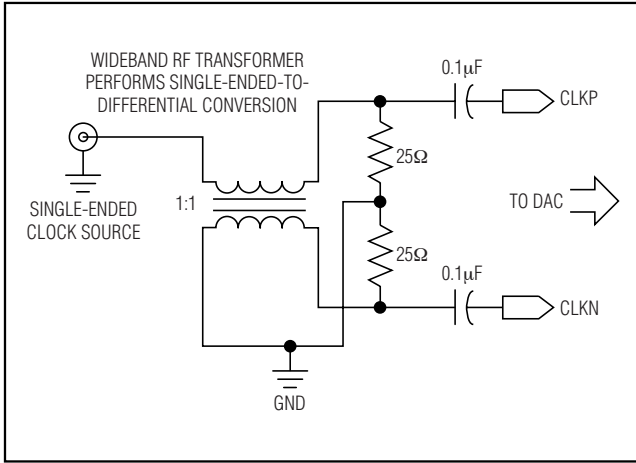 WIDEBAND RF TRANSFORMER
PERFORMS SINGLE-ENDED-TO-
DIFFERENTIAL CONVERSION
0.1µF
CLKP
25Ω
SINGLE-ENDED
CLOCK SOURCE
1:1
TO DAC
25Ω
0.1µF
CLKN
GND